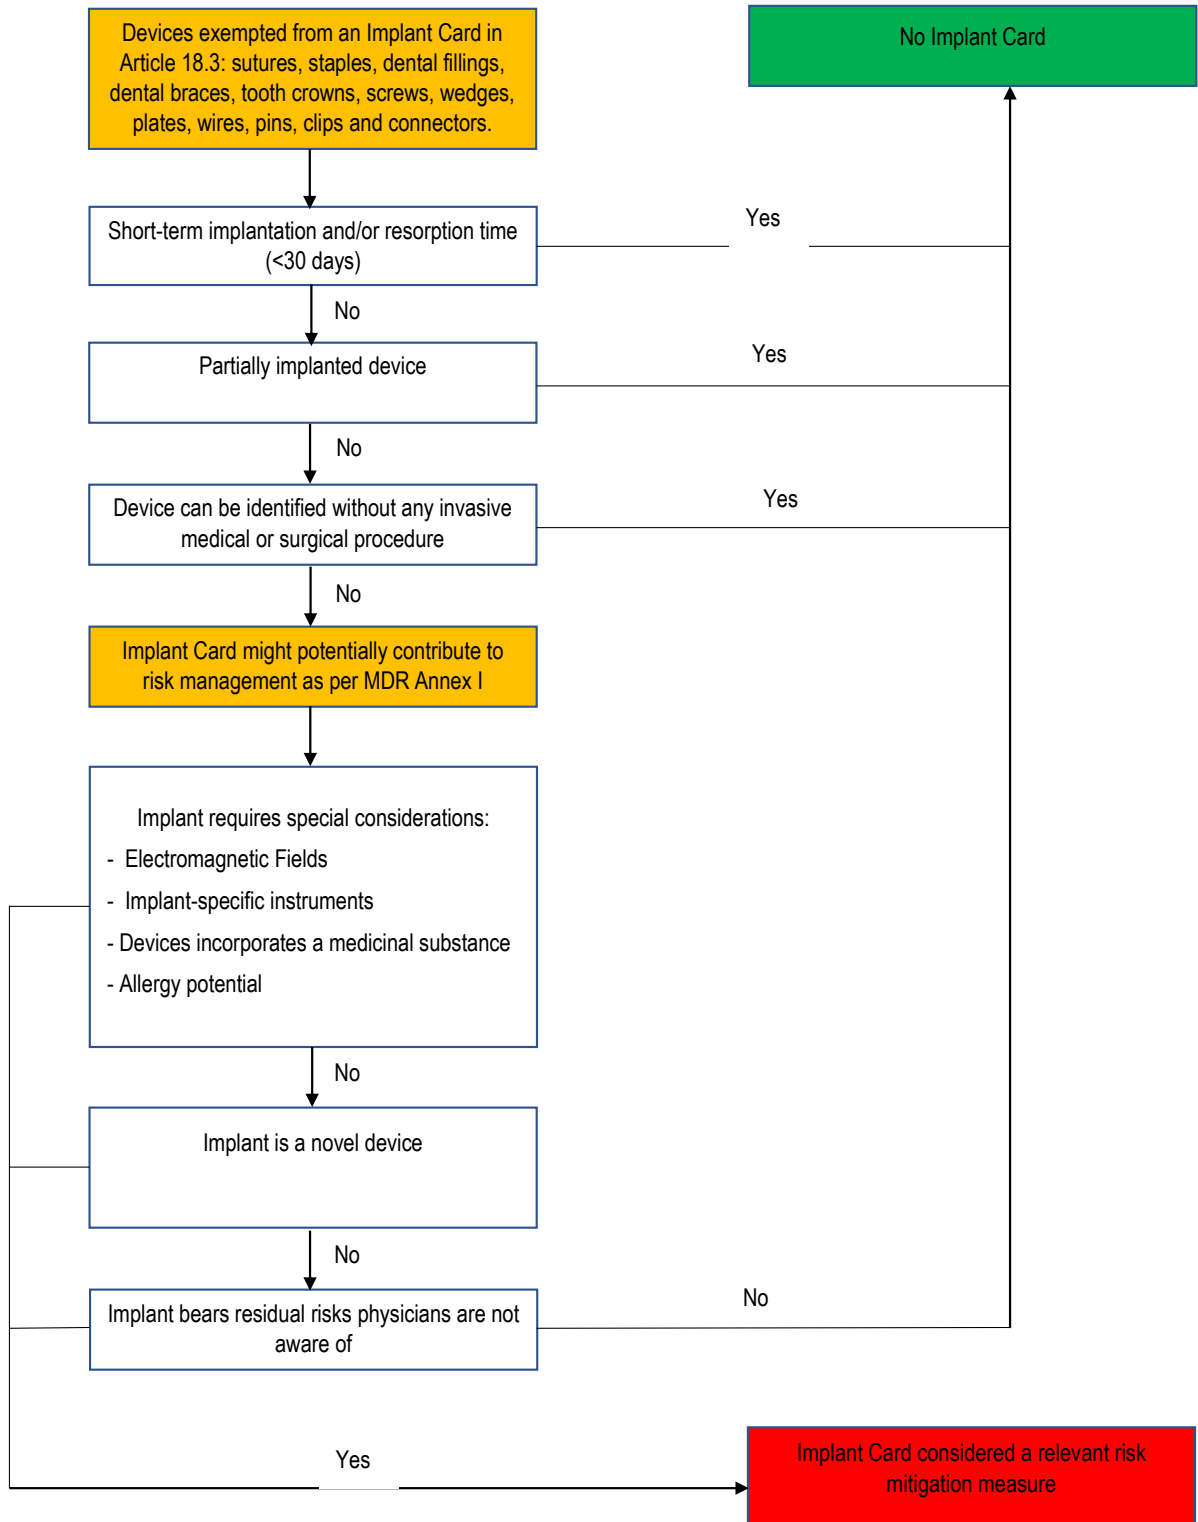 Devices exempted from an Implant Card in
Article 18.3: sutures, staples, dental fillings,
dental braces, tooth crowns, screws, wedges,
plates, wires, pins, clips and connectors.
No Implant Card
Short-term implantation and/or resorption time
(<30 days)
Yes
No
Partially implanted device
Yes
No
Device can be identified without any invasive
medical or surgical procedure
Yes
No
Implant Card might potentially contribute to
risk management as per MDR Annex I
Implant requires special considerations:
- Electromagnetic Fields
- Implant-specific instruments
- Devices incorporates a medicinal substance
- Allergy potential
No
Implant is a novel device
No
Implant bears residual risks physicians are not
aware of
No
Yes
Implant Card considered a relevant risk
mitigation measure